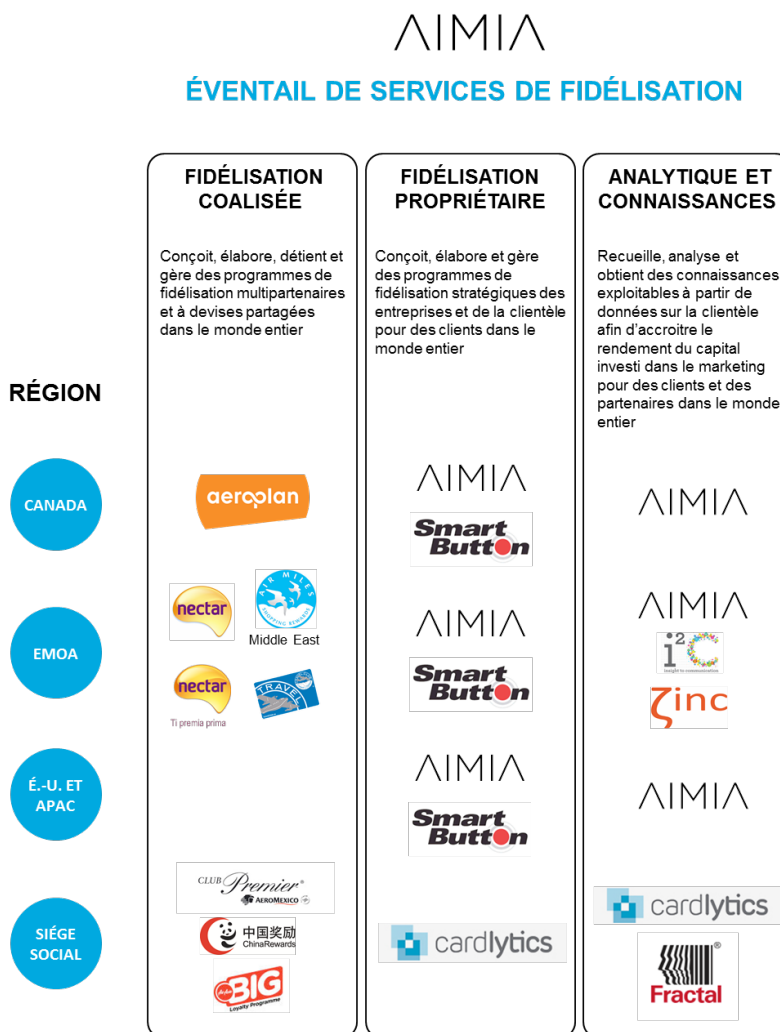 AIMIA
ÉVENTAIL DE SERVICES DE FIDÉLISATION
FIDÉLISATION
COALISÉE
Conçoit, élabore, détient et
gère des programmes de
fidélisation multipartenaires
et à devises partagées
dans le monde entier
FIDÉLISATION
PROPRIÉTAIRE
Conçoit, élabore et gère
des programmes de
fidélisation stratégiques des
entreprises et de la clientèle
pour des clients dans le
monde entier
ANALYTIQUE ET
CONNAISSANCES
Recueille, analyse et
obtient des connaissances
exploitables à partir de
données sur la clientèle
afin d'accroitre le
rendement du capital
investi dans le marketing
pour des clients et des
partenaires dans le monde
entier
RÉGION
CANADA
aeroplan
AIMIA
Smart
Button
AIMIA
EMOA
nectar
AIR MILES
SHOPPING REWARDS
Middle East
nectar
Ti premia prima
TRAVEL
AIMIA
Smart
Button
AIMIA
i2c
insight to communication
zinc
É.-U. ET
APAC
AIMIA
Smart
Button
AIMIA
SIÉGE
SOCIAL
CLUB Premier
AEROMEXICO
中国奖励
ChinaRewards
BIG
Loyalty Programme
cardlytics
cardlytics
Fractal®